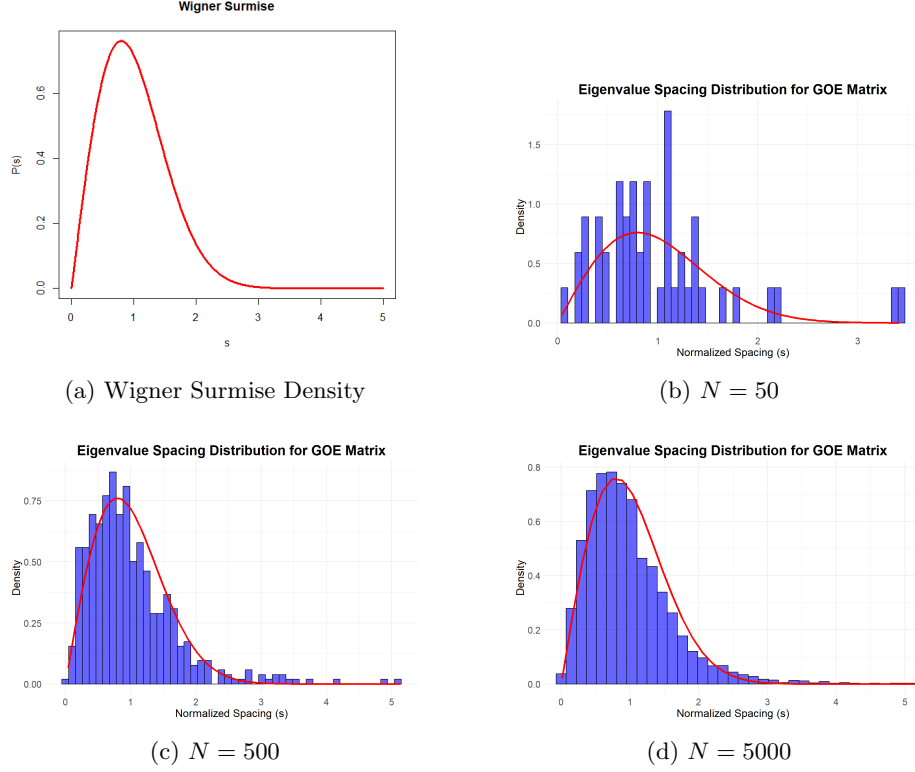 Wigner Surmise
P(s)
0.6
0.4
0.2
0.0
0 1 2 3 4 5
s
(a) Wigner Surmise Density
Eigenvalue Spacing Distribution for GOE Matrix
Density
1.5
1.0
0.5
0.0
0 1 2 3
Normalized Spacing (s)
(b) N = 50
Eigenvalue Spacing Distribution for GOE Matrix
Density
0.75
0.50
0.25
0.00
0 1 2 3 4 5
Normalized Spacing (s)
(c) N = 500
Eigenvalue Spacing Distribution for GOE Matrix
Density
0.8
0.6
0.4
0.2
0.0
0 1 2 3 4 5
Normalized Spacing (s)
(d) N = 5000